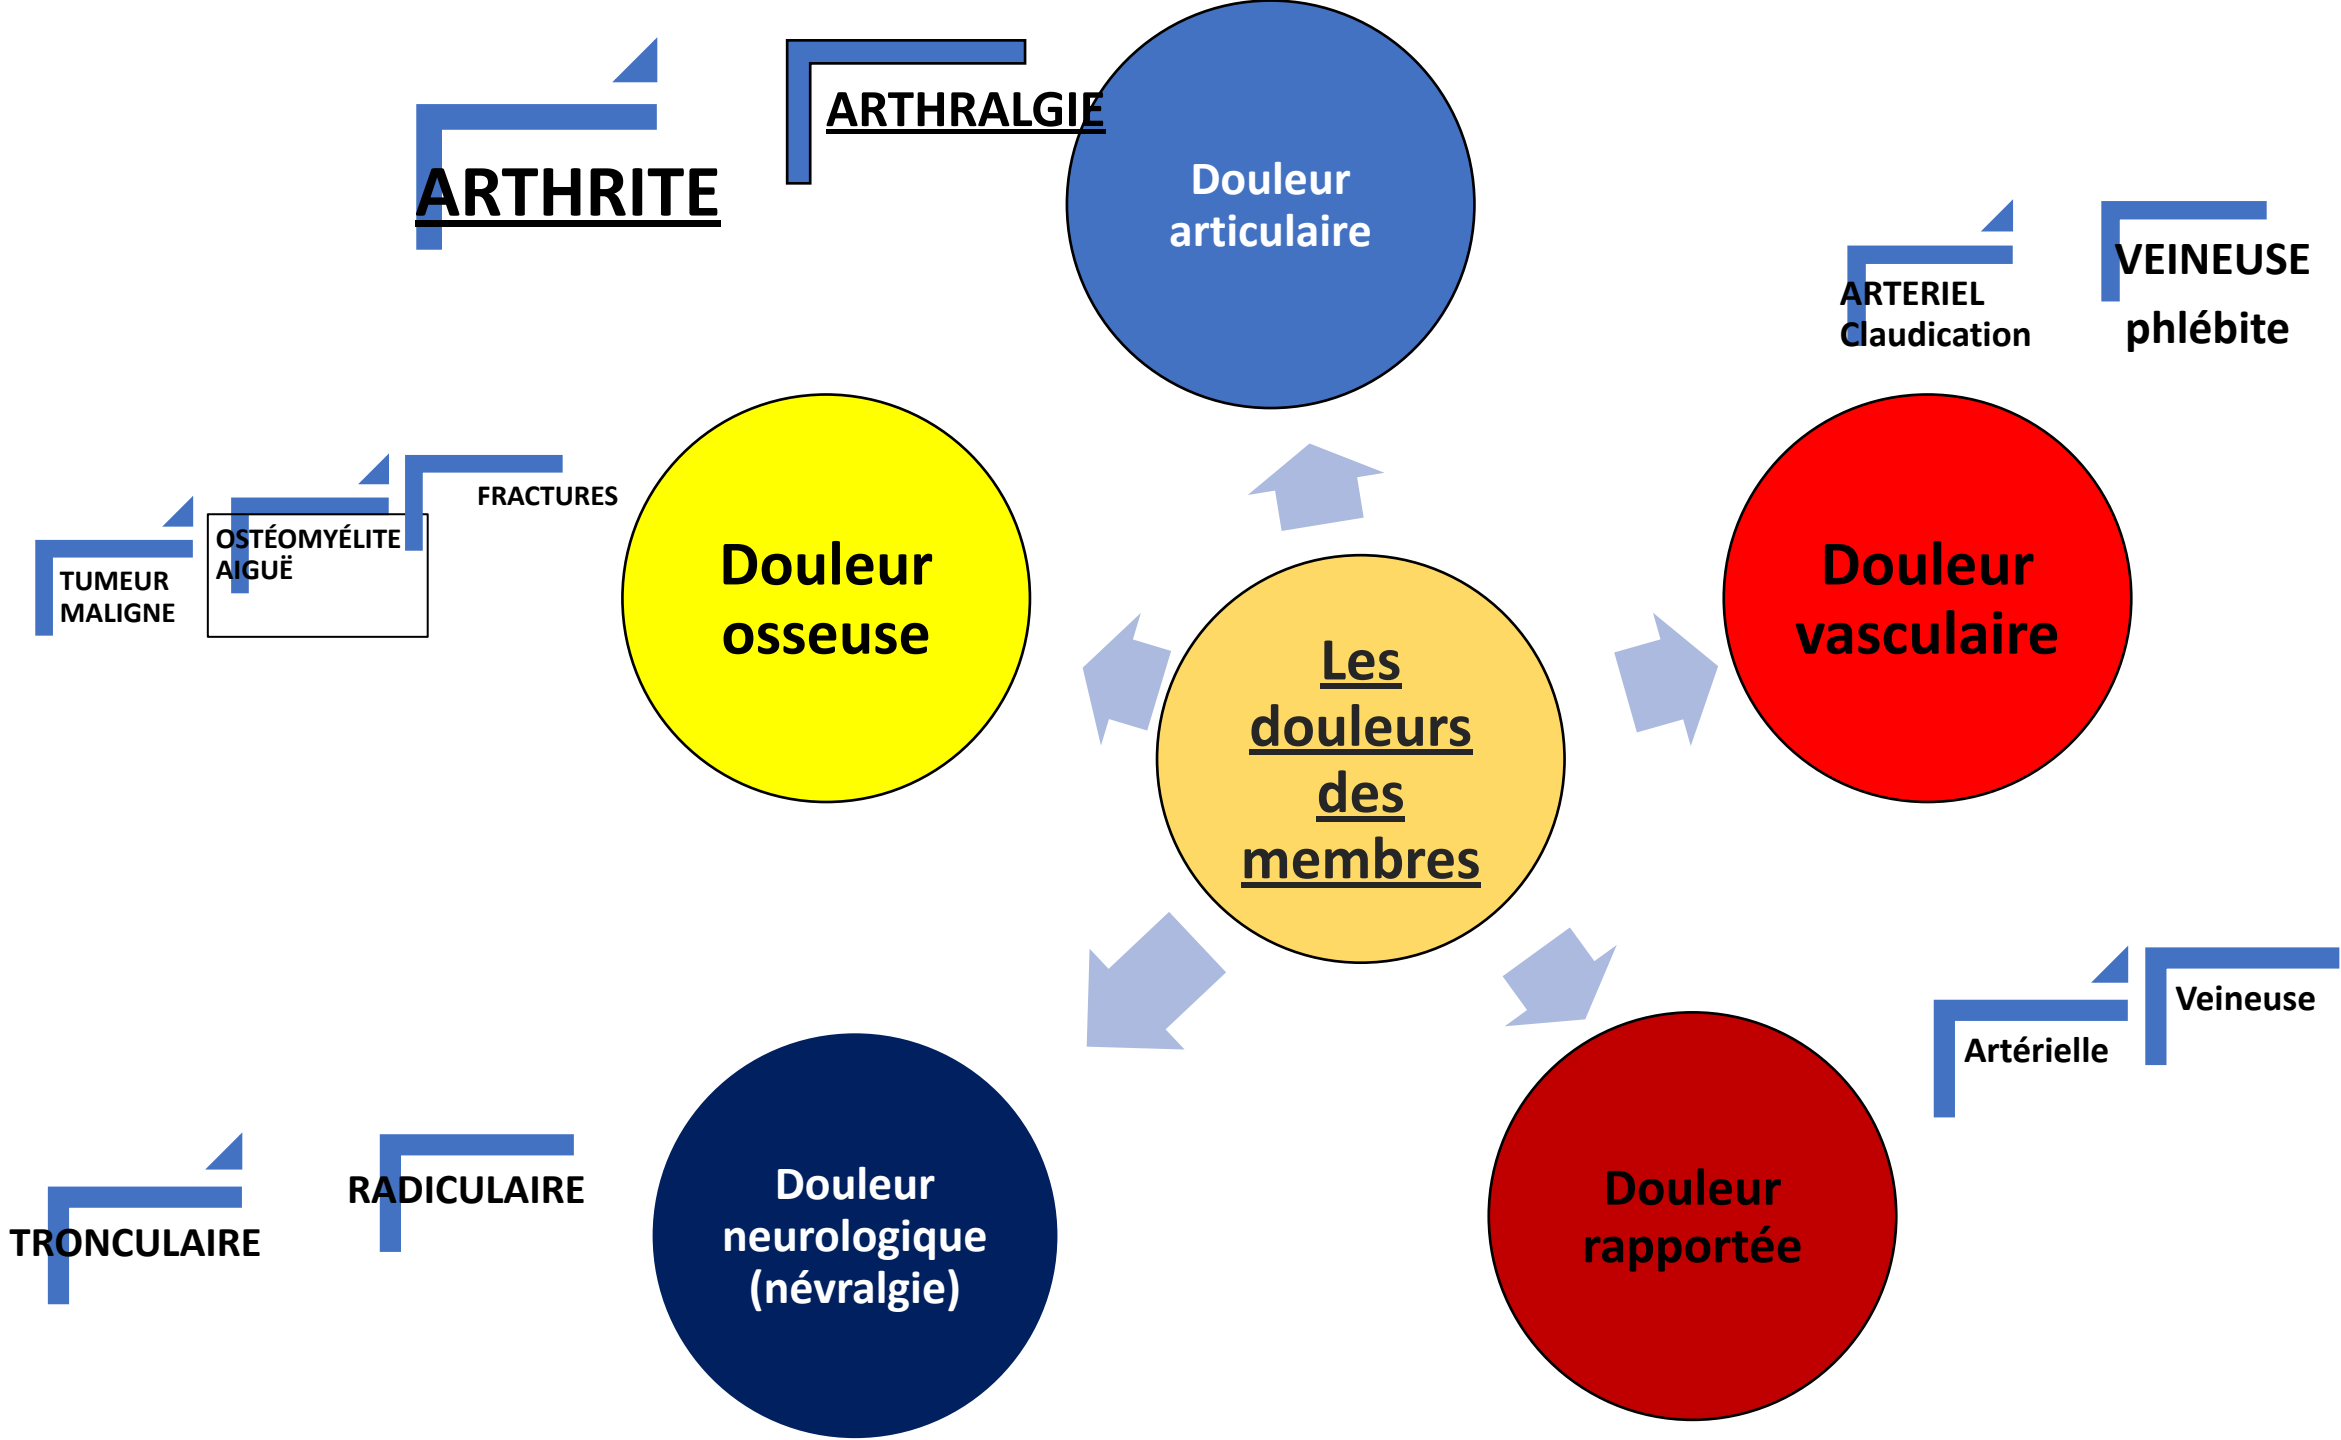 ARTHRITE
ARTHRALGIE
Douleur
articulaire
ARTERIEL
Claudication
VEINEUSE
phlébite
TUMEUR
MALIGNE
OSTÉOMYÉLITE
AIGUË
FRACTURES
Douleur
osseuse
Douleur
vasculaire
Les
douleurs
des
membres
Artérielle
Veineuse
TRONCULAIRE
RADICULAIRE
Douleur
neurologique
(névralgie)
Douleur
rapportée